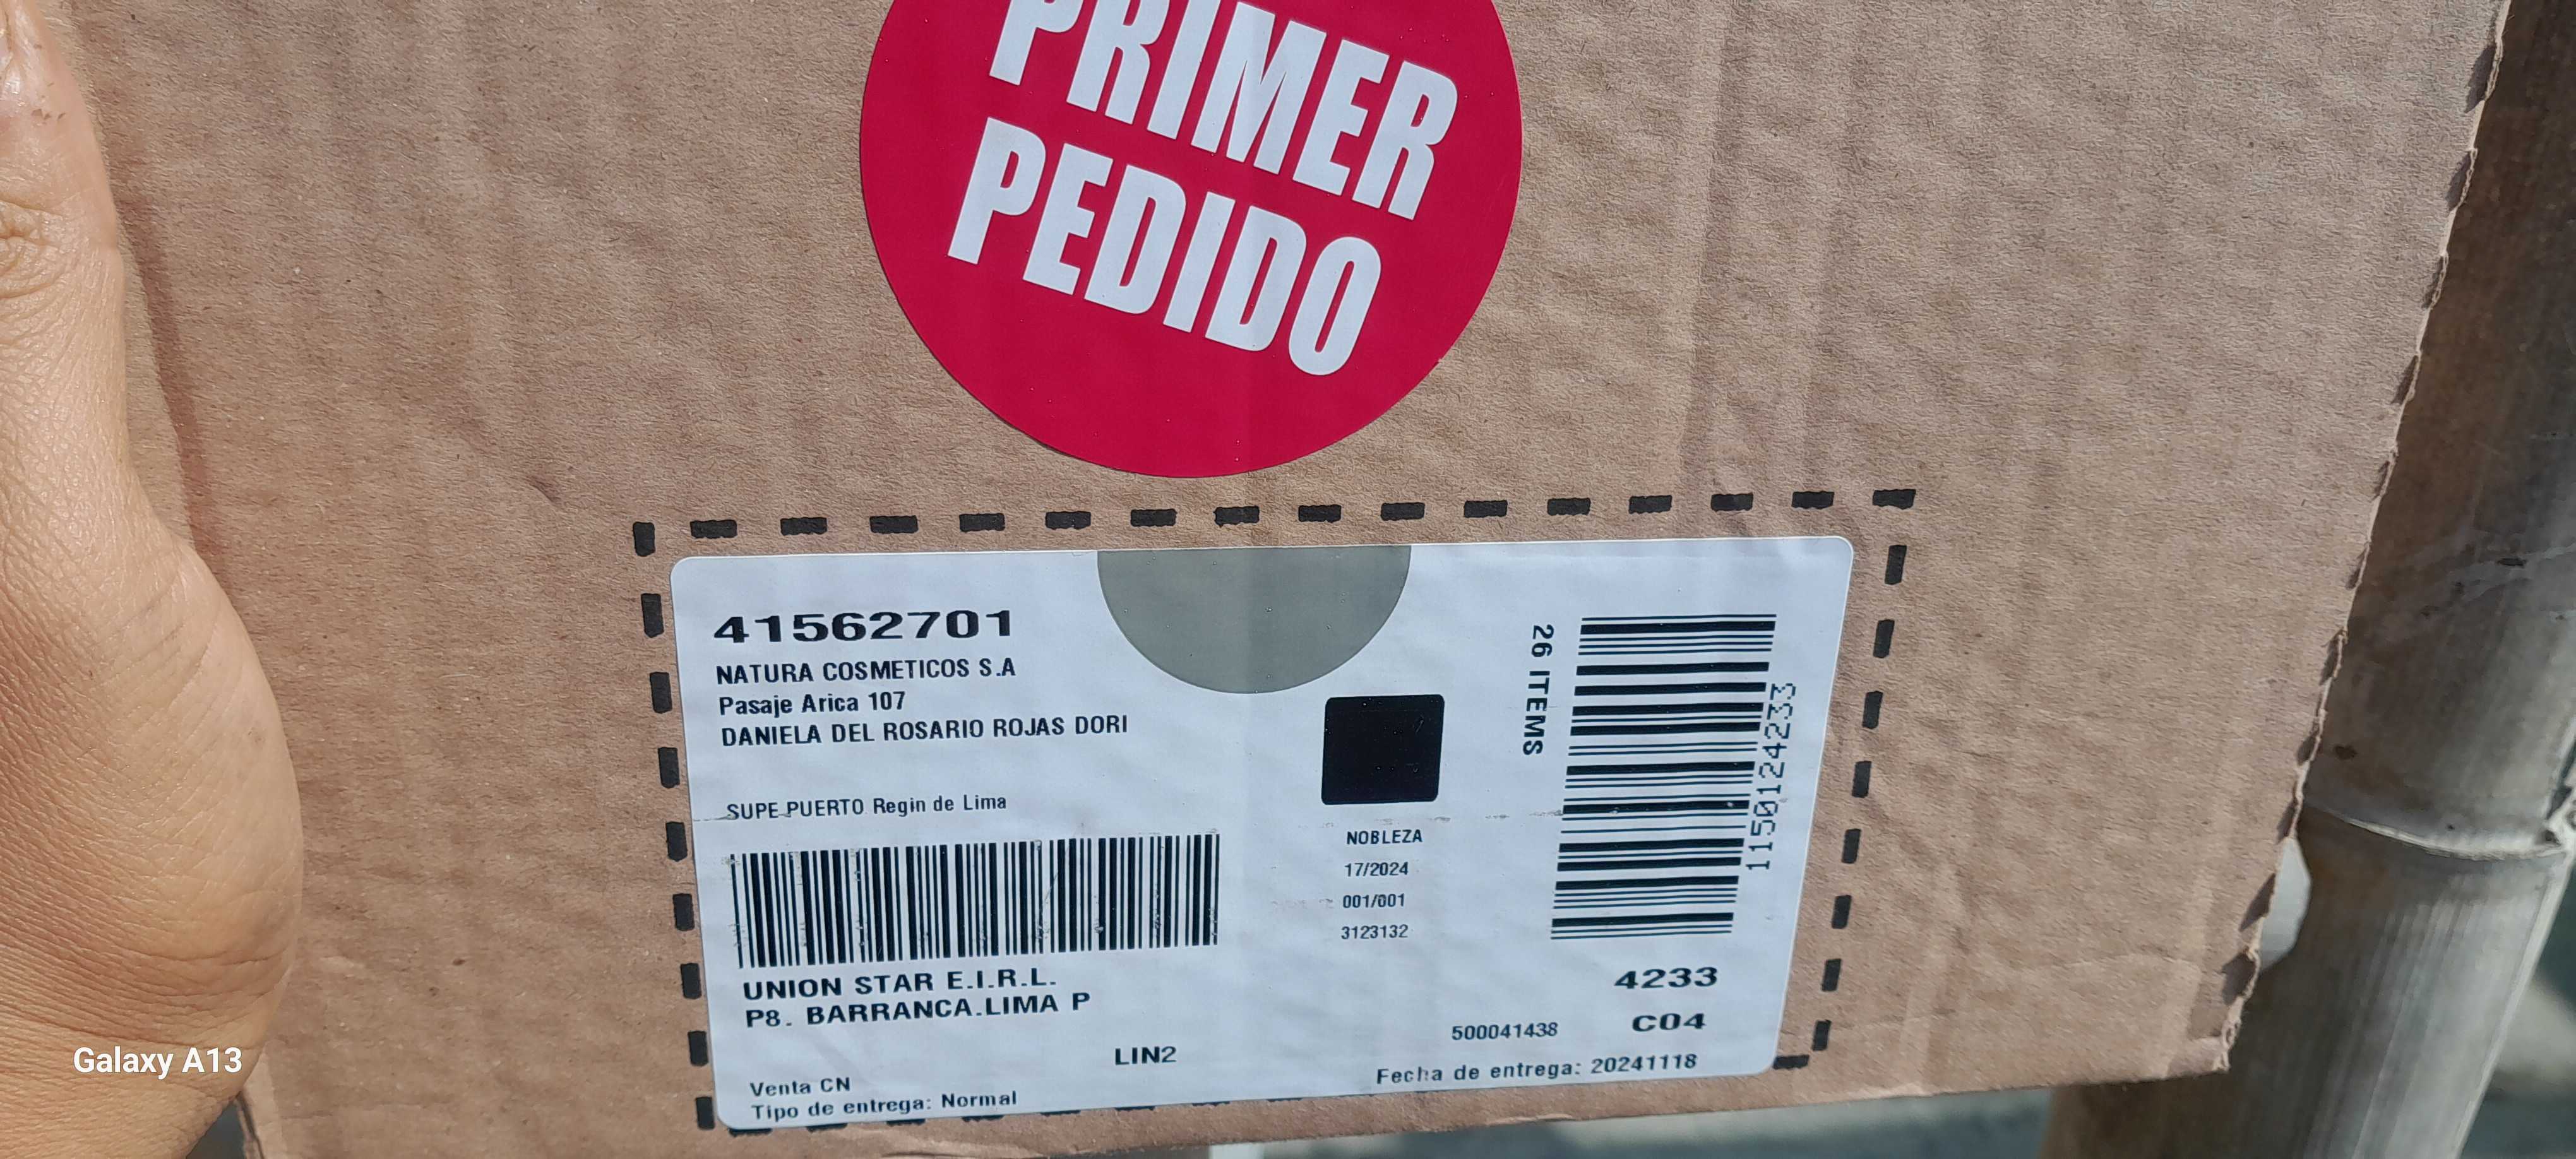 PRIMER
PEDIDO
41562701
NATURA COSMETICOS S.A
Pasaje Arica 107
DANIELA DEL ROSARIO ROJAS DORI
SUPE PUERTO Regin de Lima
UNION STAR E.I.R.L.
P8. BARRANCA.LIMA P
LIN2
Venta CN
Tipo de entrega: Normal
NOBLEZA
17/2024
001/001
3123132
26 ITEMS
1150124233
4233
C04
500041438
Fecha de entrega: 20241118
Galaxy A13